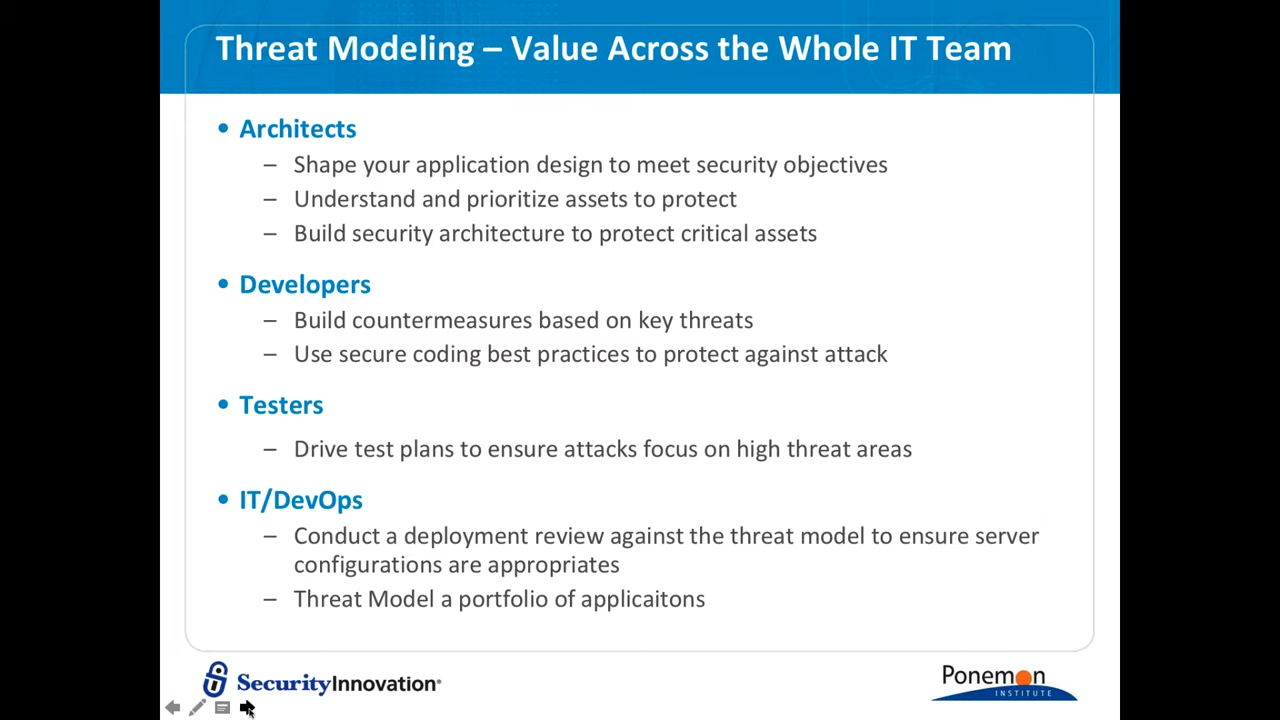 Threat Modeling – Value Across the Whole IT Team
• Architects
– Shape your application design to meet security objectives
– Understand and prioritize assets to protect
– Build security architecture to protect critical assets
• Developers
– Build countermeasures based on key threats
– Use secure coding best practices to protect against attack
• Testers
– Drive test plans to ensure attacks focus on high threat areas
• IT/DevOps
– Conduct a deployment review against the threat model to ensure server
configurations are appropriates
– Threat Model a portfolio of applicaitons
SecurityInnovation®
Ponemon
INSTITUTE